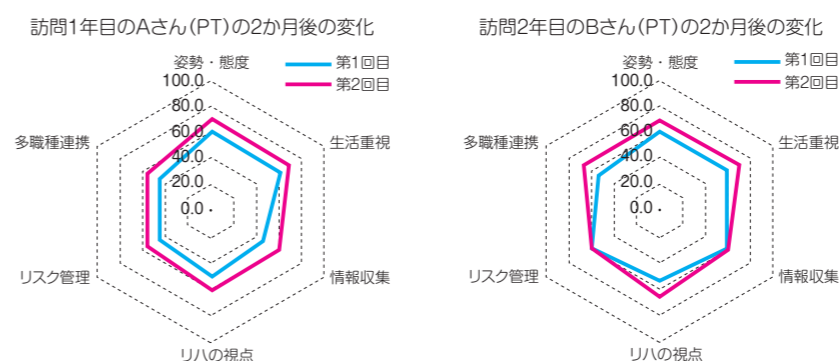 訪問1年目のAさん(PT)の2か月後の変化
姿勢・態度
第1回目
第2回目
100.0
80.0
60.0
40.0
20.0
0.0
多職種連携
生活重視
リスク管理
情報収集
リハの視点
訪問2年目のBさん(PT)の2か月後の変化
姿勢・態度
第1回目
第2回目
100.0
80.0
60.0
40.0
20.0
0.0
多職種連携
生活重視
リスク管理
情報収集
リハの視点